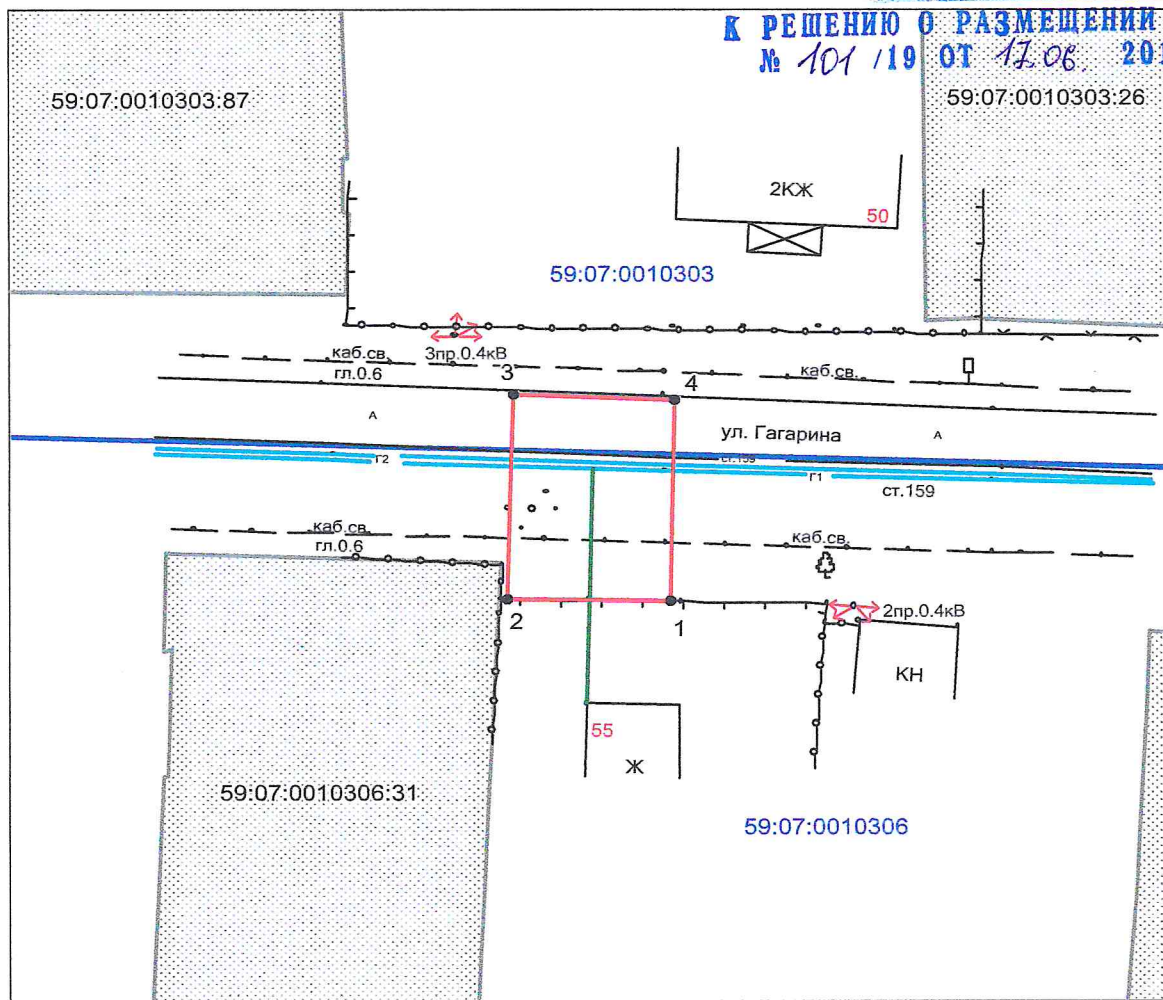 К РЕШЕНИЮ О РАЗМЕЩЕНИИ
№ 101 /19 ОТ 17.06. 201
59:07:0010303:87
59:07:0010303:26
2КЖ
50
59:07:0010303
3пр.0.4кВ
каб.св.
гл.0.6
каб.св.
3
4
А
ул. Гагарина
А
ст.159
Г2
Г1
ст.159
каб.св.
гл.0.6
каб.св.
2
1
2пр.0.4кВ
КН
55
Ж
59:07:0010306:31
59:07:0010306